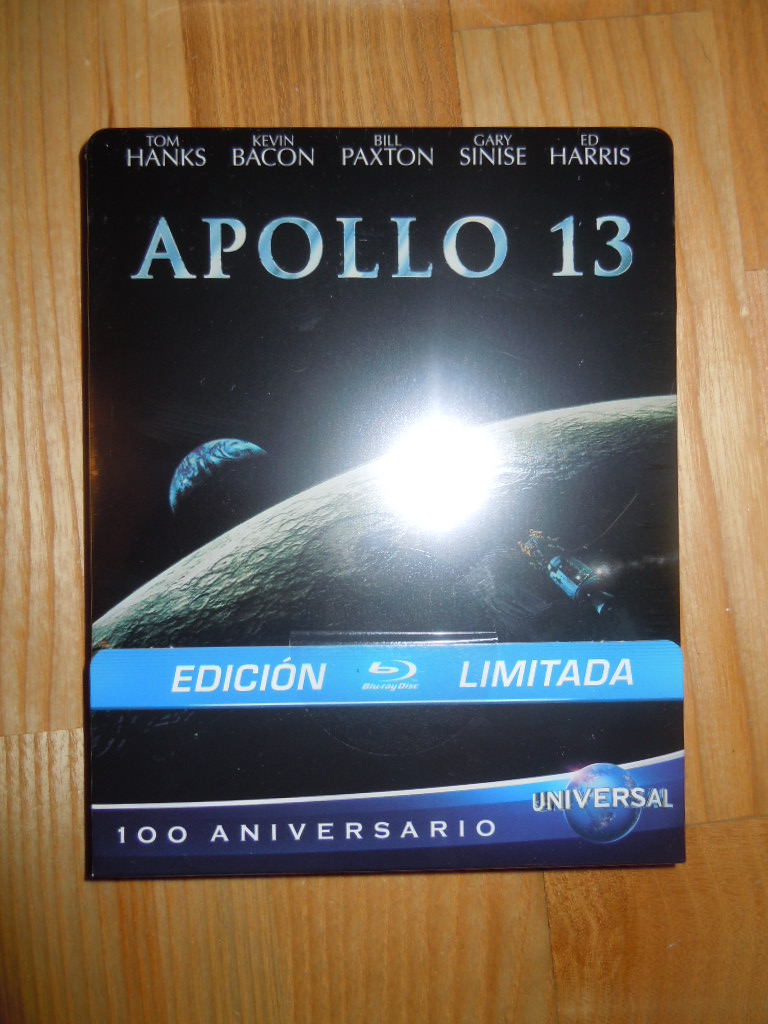 TOM HANKS KEVIN BACON BILL PAXTON GARY SINISE ED HARRIS
APOLLO 13
EDICIÓN Blu-ray Disc LIMITADA
UNIVERSAL
100 ANIVERSARIO